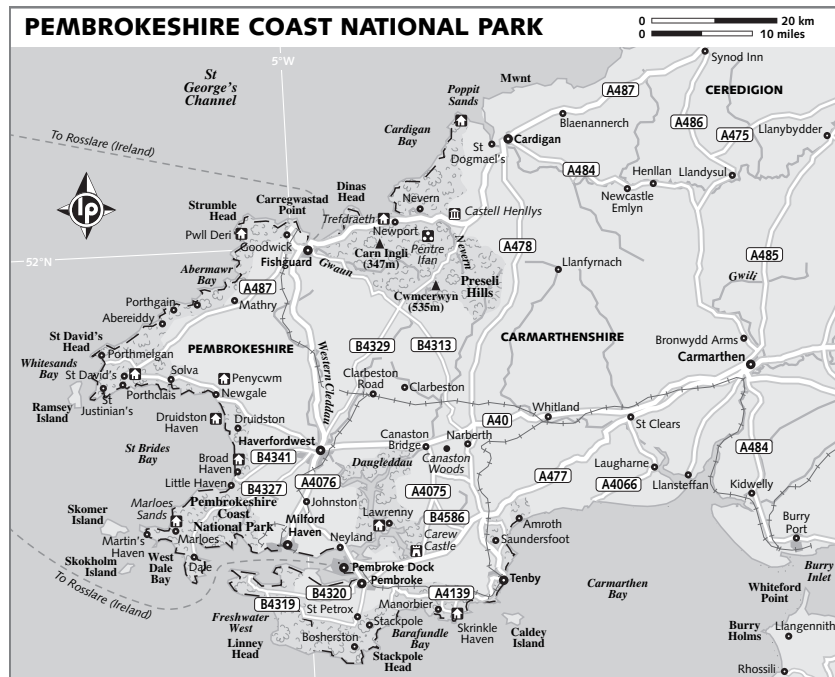 PEMBROKESHIRE COAST NATIONAL PARK
0 20 km
0 10 miles
5°W
Synod Inn
St
George's
Channel
Mwnt
CEREDIGION
Poppit
Sands
A487
A486
A475
Llanybydder
Blaenannerch
Cardigan
Bay
Cardigan
To Rosslare (Ireland)
St
Dogmael's
A484
Henllan
Llandysul
Newcastle
Emlyn
Dinas
Head
Nevern
Carregwastad
Point
Strumble
Head
Trefdraeth
Castell Henllys
Newport
Pwll Deri
Goodwick
Pentre
Ifan
Nevern
A478
A485
52°N
Fishguard
Carn Ingli
(347m)
Gwaun
Llanfyrnach
Gwili
Abermawr
Bay
Preseli
Hills
Cwmcerwyn
(535m)
A487
Mathry
Porthgain
Abereiddy
St David's
Head
Porthmelgan
PEMBROKESHIRE
B4329
B4313
CARMARTHENSHIRE
Bronwydd Arms
Carmarthen
Whitesands
Bay
St David's
Solva
Penycwm
Western Cleddau
Clarbeston
Road
Clarbeston
St
Justinian's
Porthclais
Newgale
Ramsey
Island
Druidston
Haven
Druidston
A40
Whitland
St Clears
Haverfordwest
Canaston
Bridge
Narberth
A484
St Brides
Bay
Broad
Haven
B4341
Daugleddau
Canaston
Woods
Laugharne
Little Haven
B4327
A4076
A4075
A477
A4066
Llansteffan
Kidwelly
Skomer
Island
Marloes
Sands
Pembrokeshire
Coast
National Park
Johnston
Lawrenny
B4586
Amroth
Burry
Port
Milford
Haven
Martin's
Haven
Marloes
Neyland
Carew
Castle
Saundersfoot
Skokholm
Island
West
Dale
Bay
Dale
Pembroke Dock
Pembroke
Tenby
Carmarthen
Bay
Burry
Inlet
Whiteford
Point
To Rosslare (Ireland)
B4320
A4139
B4319
Manorbier
Freshwater
West
St Petrox
Stackpole
Skrinkle
Haven
Caldey
Island
Burry
Holms
Llangennith
Linney
Head
Bosherston
Barafundle
Bay
Stackpole
Head
Rhossili
lp